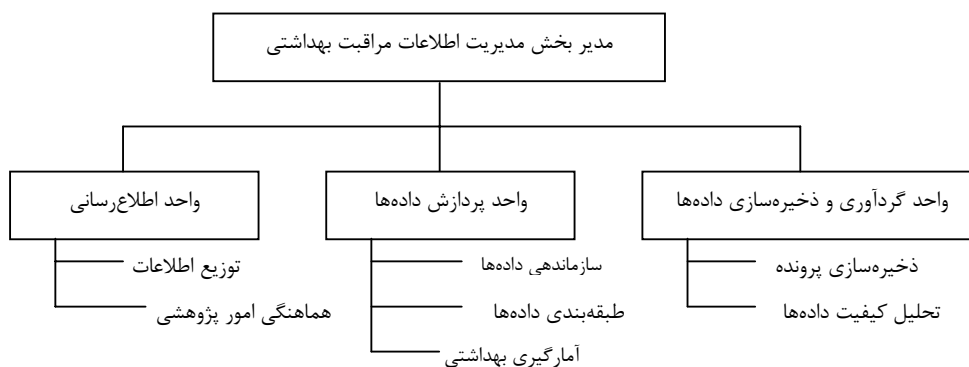 مدیر بخش مدیریت اطلاعات مراقبت بهداشتی
واحد گردآوری و ذخیره‌سازی داده‌ها
ذخیره‌سازی پرونده
تحلیل کیفیت داده‌ها
واحد پردازش داده‌ها
سازماندهی داده‌ها
طبقه‌بندی داده‌ها
آمارگیری بهداشتی
واحد اطلاع‌رسانی
توزیع اطلاعات
هماهنگی امور پژوهشی